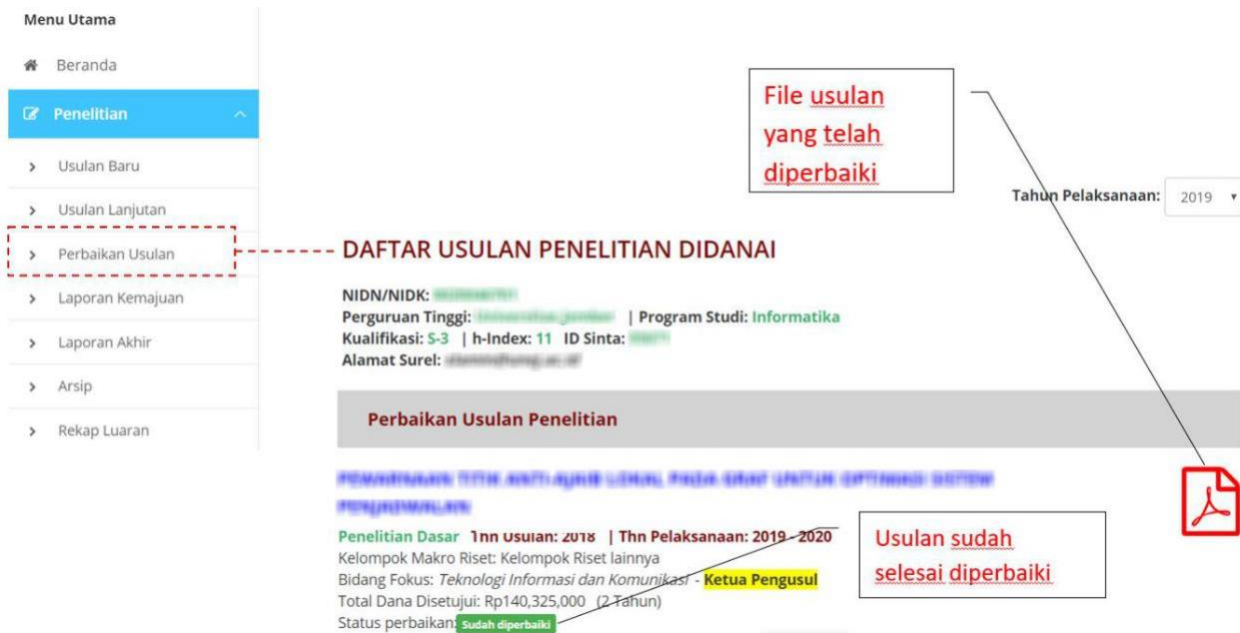 Menu Utama
Beranda
Penelitian
Usulan Baru
Usulan Lanjutan
Perbaikan Usulan
Laporan Kemajuan
Laporan Akhir
Arsip
Rekap Luaran
File usulan
yang telah
diperbaiki
Tahun Pelaksanaan: 2019
DAFTAR USULAN PENELITIAN DIDANAI
NIDN/NIDK:
Perguruan Tinggi: | Program Studi: Informatika
Kualifikasi: S-3 | h-Index: 11 ID Sinta:
Alamat Surel:
Perbaikan Usulan Penelitian
Penelitian Dasar Thn Usulan: 2018 | Thn Pelaksanaan: 2019 - 2020
Kelompok Makro Riset: Kelompok Riset lainnya
Bidang Fokus: Teknologi Informasi dan Komunikasi - Ketua Pengusul
Total Dana Disetujui: Rp140,325,000 (2 Tahun)
Status perbaikan: Sudah diperbaiki
Usulan sudah
selesai diperbaiki